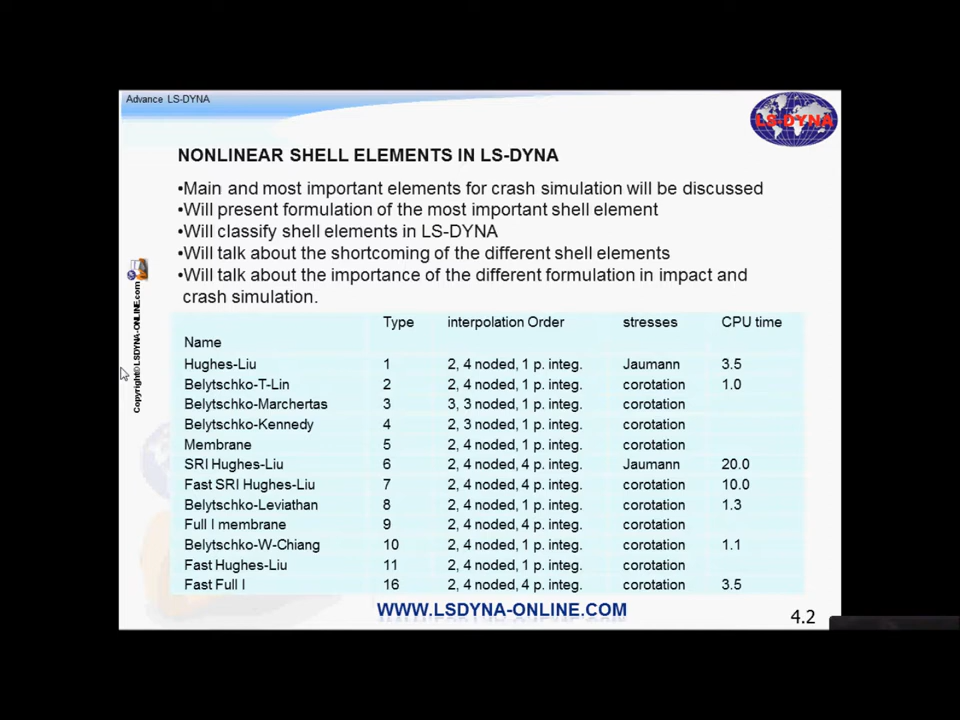 Advance LS-DYNA
LS-DYNA
NONLINEAR SHELL ELEMENTS IN LS-DYNA
•Main and most important elements for crash simulation will be discussed
•Will present formulation of the most important shell element
•Will classify shell elements in LS-DYNA
•Will talk about the shortcoming of the different shell elements
•Will talk about the importance of the different formulation in impact and
crash simulation.
Type interpolation Order stresses CPU time
Name
Hughes-Liu 1 2, 4 noded, 1 p. integ. Jaumann 3.5
Belytschko-T-Lin 2 2, 4 noded, 1 p. integ. corotation 1.0
Belytschko-Marchertas 3 3, 3 noded, 1 p. integ. corotation
Belytschko-Kennedy 4 2, 3 noded, 1 p. integ. corotation
Membrane 5 2, 4 noded, 1 p. integ. corotation
SRI Hughes-Liu 6 2, 4 noded, 4 p. integ. Jaumann 20.0
Fast SRI Hughes-Liu 7 2, 4 noded, 4 p. integ. corotation 10.0
Belytschko-Leviathan 8 2, 4 noded, 1 p. integ. corotation 1.3
Full I membrane 9 2, 4 noded, 4 p. integ. corotation
Belytschko-W-Chiang 10 2, 4 noded, 1 p. integ. corotation 1.1
Fast Hughes-Liu 11 2, 4 noded, 1 p. integ. corotation
Fast Full I 16 2, 4 noded, 4 p. integ. corotation 3.5
Copyright©LSDYNA-ONLINE.com
WWW.LSDYNA-ONLINE.COM
4.2